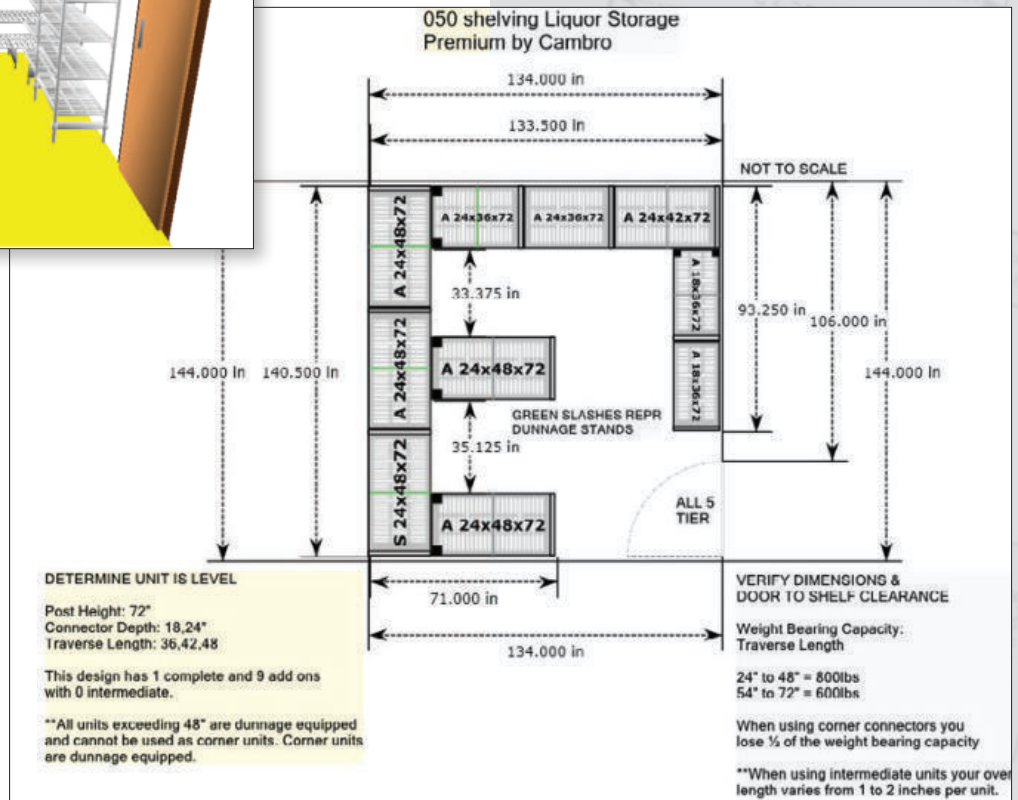 050 shelving Liquor Storage
Premium by Cambro
134.000 in
133.500 in
NOT TO SCALE
A 24x48x72
A 24x36x72
A 24x36x72
A 24x42x72
A 18x36x72
33.375 in
93.250 in
106.000 in
144.000 in
140.500 in
A 24x48x72
A 24x48x72
A 18x36x72
144.000 in
GREEN SLASHES REPR
DUNNAGE STANDS
35.125 in
S 24x48x72
A 24x48x72
ALL 5
TIER
71.000 in
134.000 in
DETERMINE UNIT IS LEVEL
Post Height: 72"
Connector Depth: 18,24"
Traverse Length: 36,42,48
This design has 1 complete and 9 add ons
with 0 intermediate.
**All units exceeding 48" are dunnage equipped
and cannot be used as corner units. Corner units
are dunnage equipped.
VERIFY DIMENSIONS &
DOOR TO SHELF CLEARANCE
Weight Bearing Capacity:
Traverse Length
24" to 48" = 800lbs
54" to 72" = 600lbs
When using corner connectors you
lose ⅓ of the weight bearing capacity
**When using intermediate units your over
length varies from 1 to 2 inches per unit.